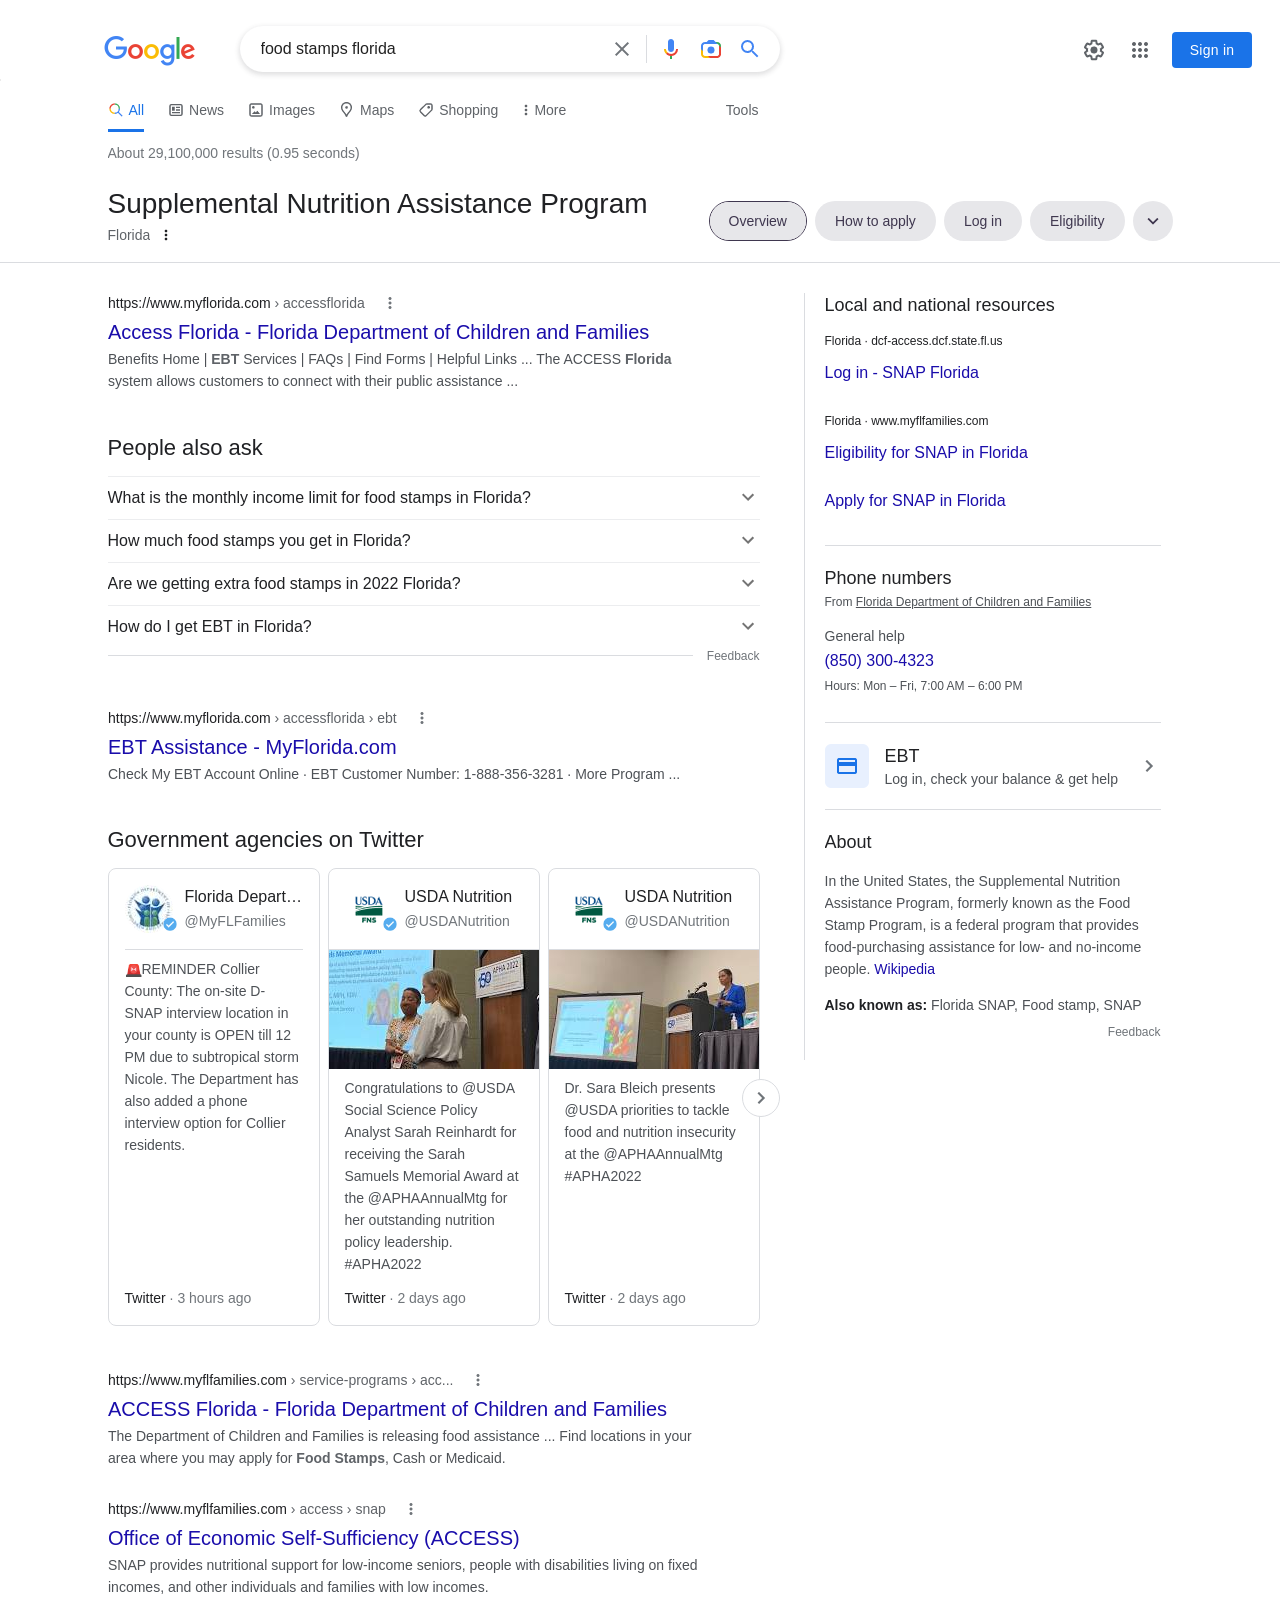 Google
food stamps florida
Sign in
All
News
Images
Maps
Shopping
More
Tools
About 29,100,000 results (0.95 seconds)
Supplemental Nutrition Assistance Program
Florida
Overview
How to apply
Log in
Eligibility
https://www.myflorida.com › accessflorida
Access Florida - Florida Department of Children and Families
Benefits Home | EBT Services | FAQs | Find Forms | Helpful Links ... The ACCESS Florida
system allows customers to connect with their public assistance ...
People also ask
What is the monthly income limit for food stamps in Florida?
How much food stamps you get in Florida?
Are we getting extra food stamps in 2022 Florida?
How do I get EBT in Florida?
Feedback
https://www.myflorida.com › accessflorida › ebt
EBT Assistance - MyFlorida.com
Check My EBT Account Online · EBT Customer Number: 1-888-356-3281 · More Program ...
Government agencies on Twitter
Florida Depart...
@MyFLFamilies
🚨REMINDER Collier
County: The on-site D-
SNAP interview location in
your county is OPEN till 12
PM due to subtropical storm
Nicole. The Department has
also added a phone
interview option for Collier
residents.
Twitter · 3 hours ago
USDA
FNS
USDA Nutrition
@USDANutrition
APHA 2022
150
Congratulations to @USDA
Social Science Policy
Analyst Sarah Reinhardt for
receiving the Sarah
Samuels Memorial Award at
the @APHAAnnualMtg for
her outstanding nutrition
policy leadership.
#APHA2022
Twitter · 2 days ago
USDA
FNS
USDA Nutrition
@USDANutrition
Dr. Sara Bleich presents
@USDA priorities to tackle
food and nutrition insecurity
at the @APHAAnnualMtg
#APHA2022
Twitter · 2 days ago
https://www.myflfamilies.com › service-programs › acc...
ACCESS Florida - Florida Department of Children and Families
The Department of Children and Families is releasing food assistance ... Find locations in your
area where you may apply for Food Stamps, Cash or Medicaid.
https://www.myflfamilies.com › access › snap
Office of Economic Self-Sufficiency (ACCESS)
SNAP provides nutritional support for low-income seniors, people with disabilities living on fixed
incomes, and other individuals and families with low incomes.
Local and national resources
Florida · dcf-access.dcf.state.fl.us
Log in - SNAP Florida
Florida · www.myflfamilies.com
Eligibility for SNAP in Florida
Apply for SNAP in Florida
Phone numbers
From Florida Department of Children and Families
General help
(850) 300-4323
Hours: Mon – Fri, 7:00 AM – 6:00 PM
EBT
Log in, check your balance & get help
About
In the United States, the Supplemental Nutrition
Assistance Program, formerly known as the Food
Stamp Program, is a federal program that provides
food-purchasing assistance for low- and no-income
people. Wikipedia
Also known as: Florida SNAP, Food stamp, SNAP
Feedback